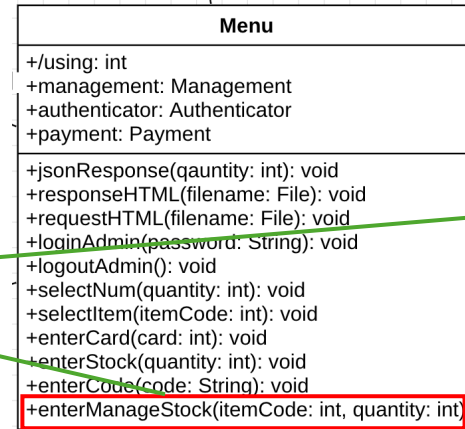 Menu
+/using: int
+management: Management
+authenticator: Authenticator
+payment: Payment
+jsonResponse(qauntity: int): void
+responseHTML(filename: File): void
+requestHTML(filename: File): void
+loginAdmin(password: String): void
+logoutAdmin(): void
+selectNum(quantity: int): void
+selectItem(itemCode: int): void
+enterCard(card: int): void
+enterStock(quantity: int): void
+enterCode(code: String): void
+enterManageStock(itemCode: int, quantity: int)